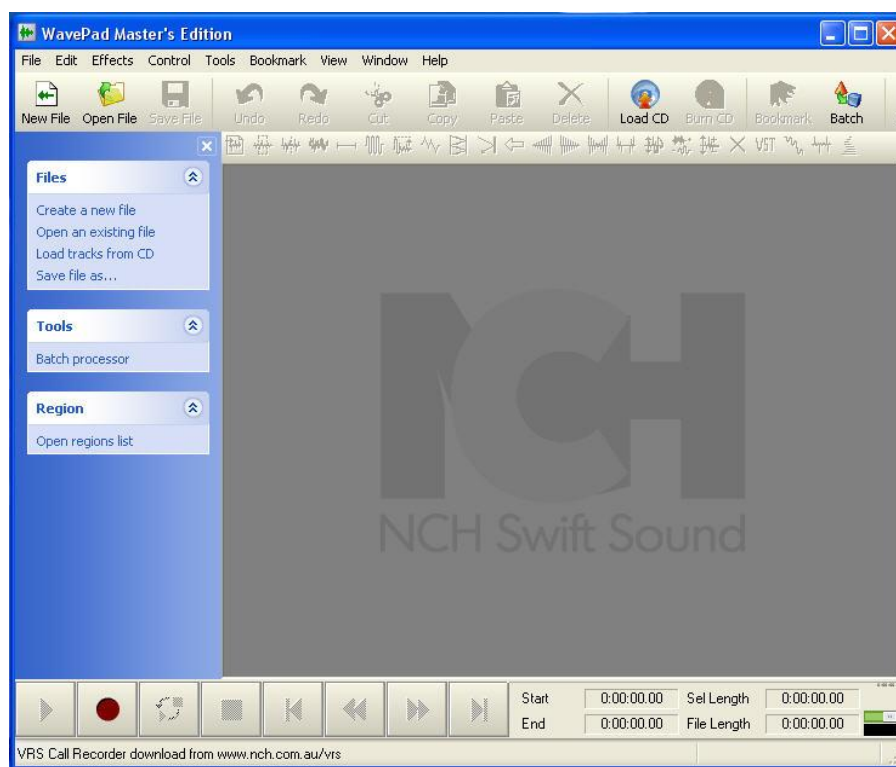 WavePad Master's Edition
File Edit Effects Control Tools Bookmark View Window Help
New File Open File Save File Undo Redo Cut Copy Paste Delete Load CD Burn CD Bookmark Batch
VST
Files
Create a new file
Open an existing file
Load tracks from CD
Save file as...
Tools
Batch processor
Region
Open regions list
NCH
NCH Swift Sound
Start 0:00:00.00 Sel Length 0:00:00.00
End 0:00:00.00 File Length 0:00:00.00
VRS Call Recorder download from www.nch.com.au/vrs